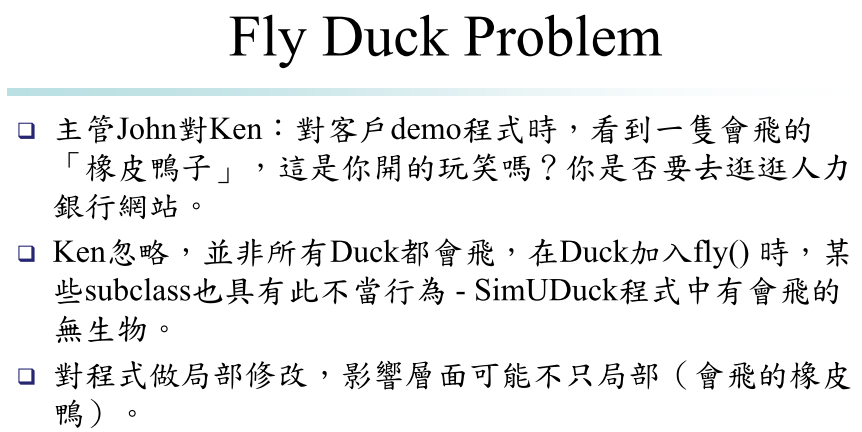 Fly Duck Problem
主管John對Ken：對客戶demo程式時，看到一隻會飛的
「橡皮鴨子」，這是你開的玩笑嗎？你是否要去逛逛人力
銀行網站。
Ken忽略，並非所有Duck都會飛，在Duck加入fly() 時，某
些subclass也具有此不當行為 - SimUDuck程式中有會飛的
無生物。
對程式做局部修改，影響層面可能不只局部（會飛的橡皮
鴨）。